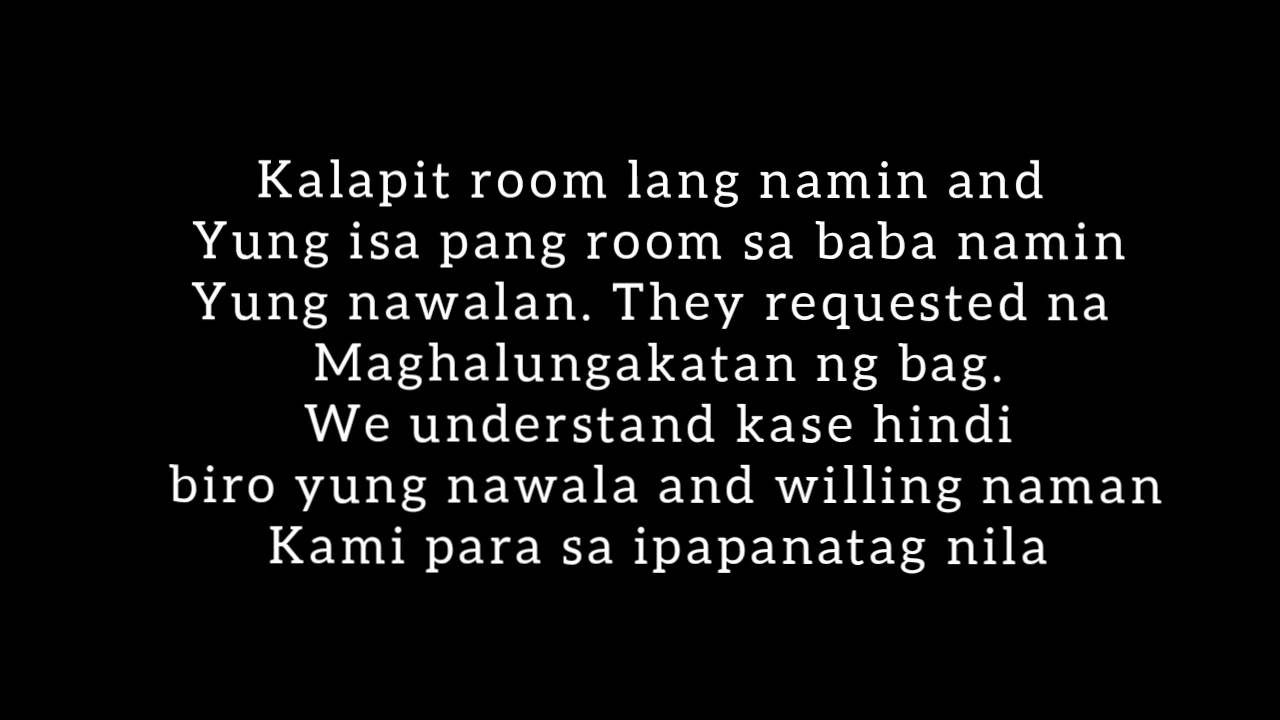 Kalapit room lang namin and
Yung isa pang room sa baba namin
Yung nawalan. They requested na
Maghalungakatan ng bag.
We understand kase hindi
biro yung nawala and willing naman
Kami para sa ipapanatag nila